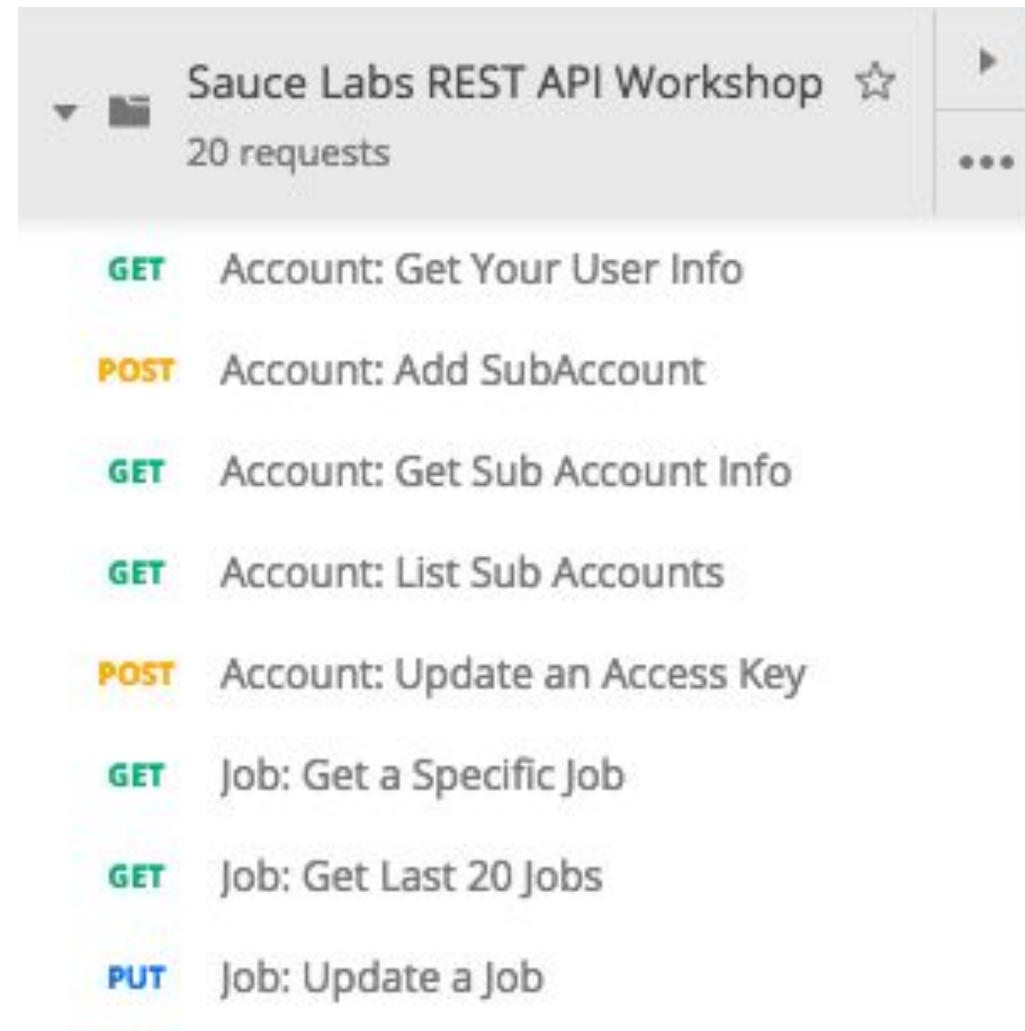 Sauce Labs REST API Workshop
20 requests
GET Account: Get Your User Info
POST Account: Add SubAccount
GET Account: Get Sub Account Info
GET Account: List Sub Accounts
POST Account: Update an Access Key
GET Job: Get a Specific Job
GET Job: Get Last 20 Jobs
PUT Job: Update a Job